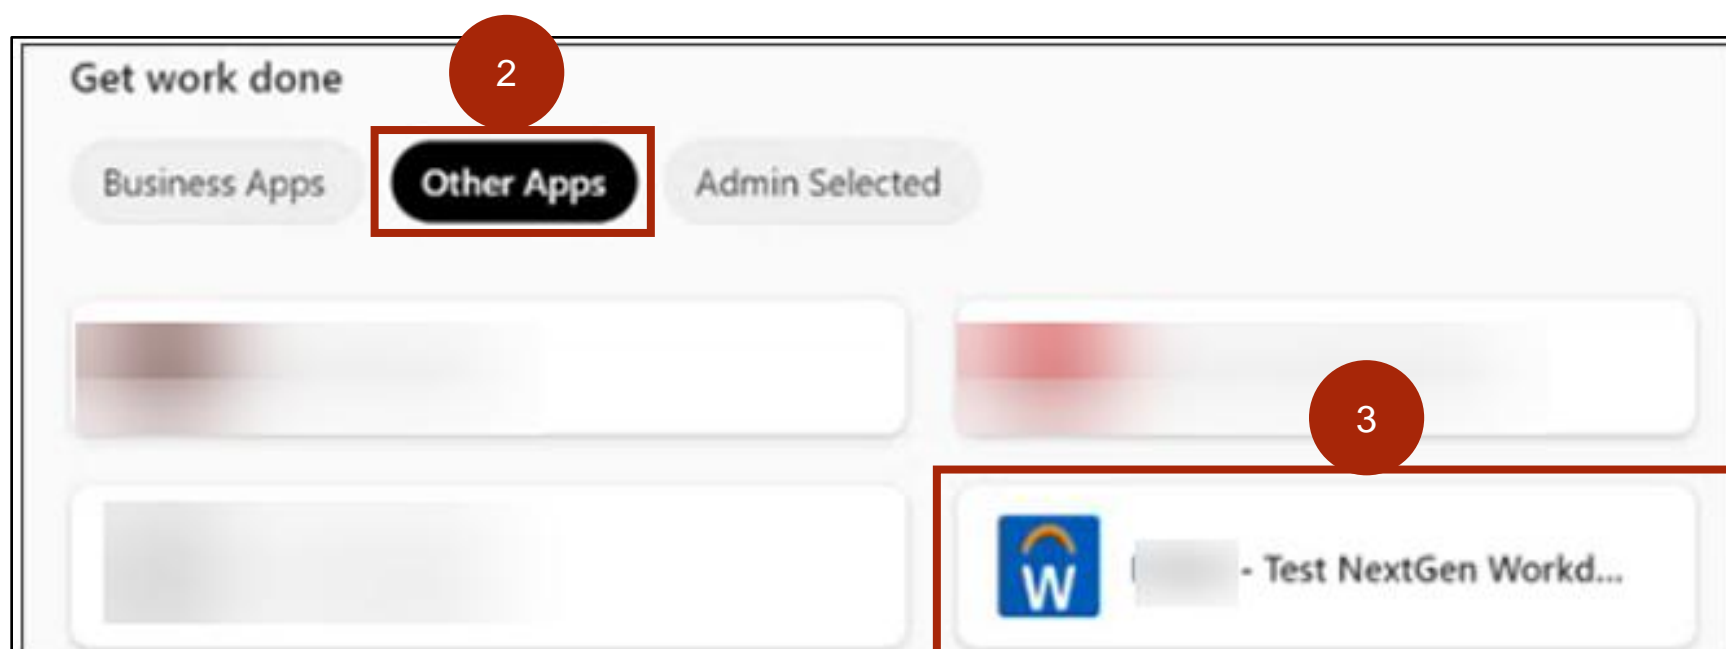 2
Get work done
Business Apps
Other Apps
Admin Selected
3
W
- Test NextGen Workd...